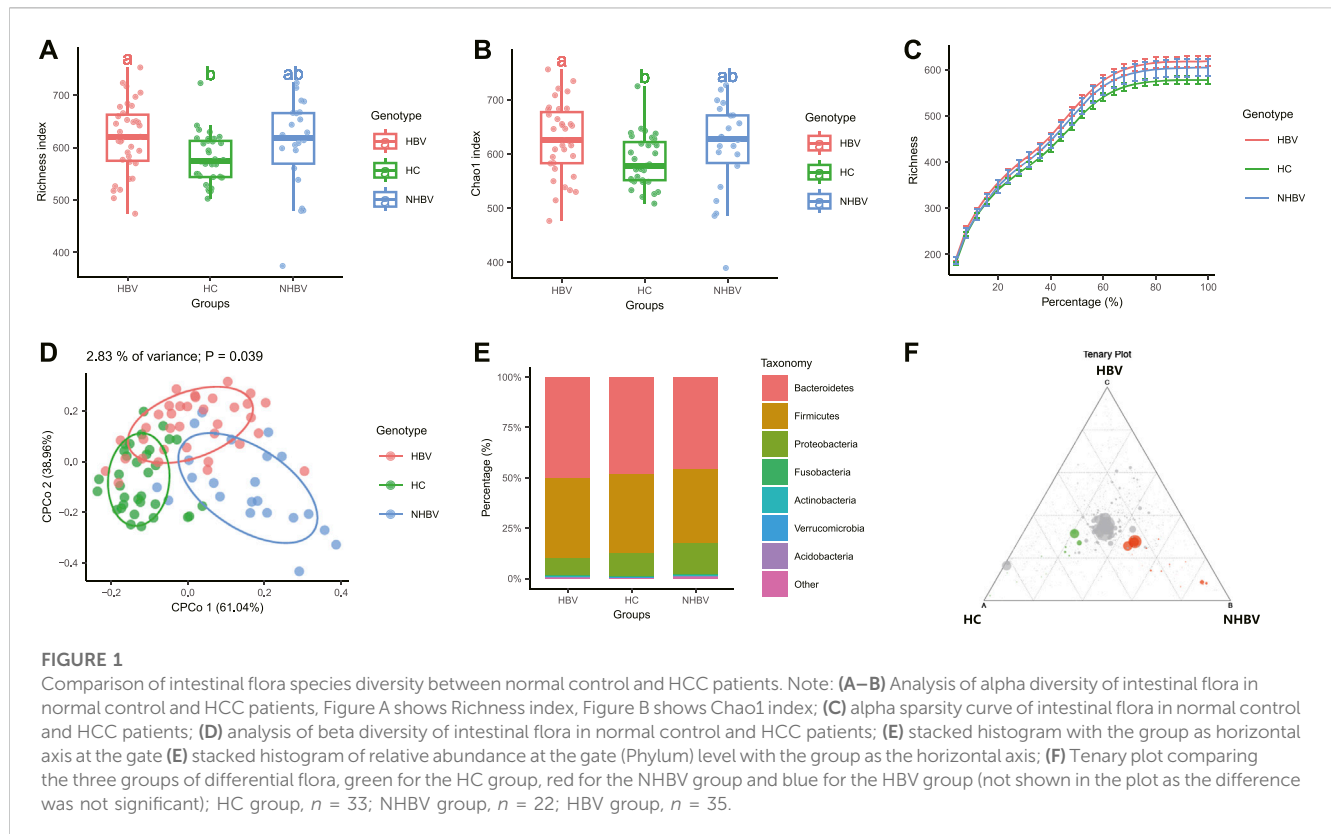 A
Richness index
700
600
500
400
a
b
ab
HBV
HC
NHBV
Groups
Genotype
HBV
HC
NHBV
B
Chao1 index
700
600
500
400
a
b
ab
HBV
HC
NHBV
Groups
Genotype
HBV
HC
NHBV
C
Richness
600
500
400
300
200
20
40
60
80
100
Percentage (%)
Genotype
HBV
HC
NHBV
D
2.83 % of variance; P = 0.039
CPCo 2 (38.96%)
0.2
0.0
−0.2
−0.4
−0.2
0.0
0.2
0.4
CPCo 1 (61.04%)
Genotype
HBV
HC
NHBV
E
Percentage (%)
100%
75%
50%
25%
0%
HBV
HC
NHBV
Groups
Taxonomy
Bacteroidetes
Firmicutes
Proteobacteria
Fusobacteria
Actinobacteria
Verrucomicrobia
Acidobacteria
Other
F
Tenary Plot
HBV
C
A
B
HC
NHBV
FIGURE 1
Comparison of intestinal flora species diversity between normal control and HCC patients. Note: (A–B) Analysis of alpha diversity of intestinal flora in
normal control and HCC patients, Figure A shows Richness index, Figure B shows Chao1 index; (C) alpha sparsity curve of intestinal flora in normal control
and HCC patients; (D) analysis of beta diversity of intestinal flora in normal control and HCC patients; (E) stacked histogram with the group as horizontal
axis at the gate (E) stacked histogram of relative abundance at the gate (Phylum) level with the group as the horizontal axis; (F) Tenary plot comparing
the three groups of differential flora, green for the HC group, red for the NHBV group and blue for the HBV group (not shown in the plot as the difference
was not significant); HC group, n = 33; NHBV group, n = 22; HBV group, n = 35.